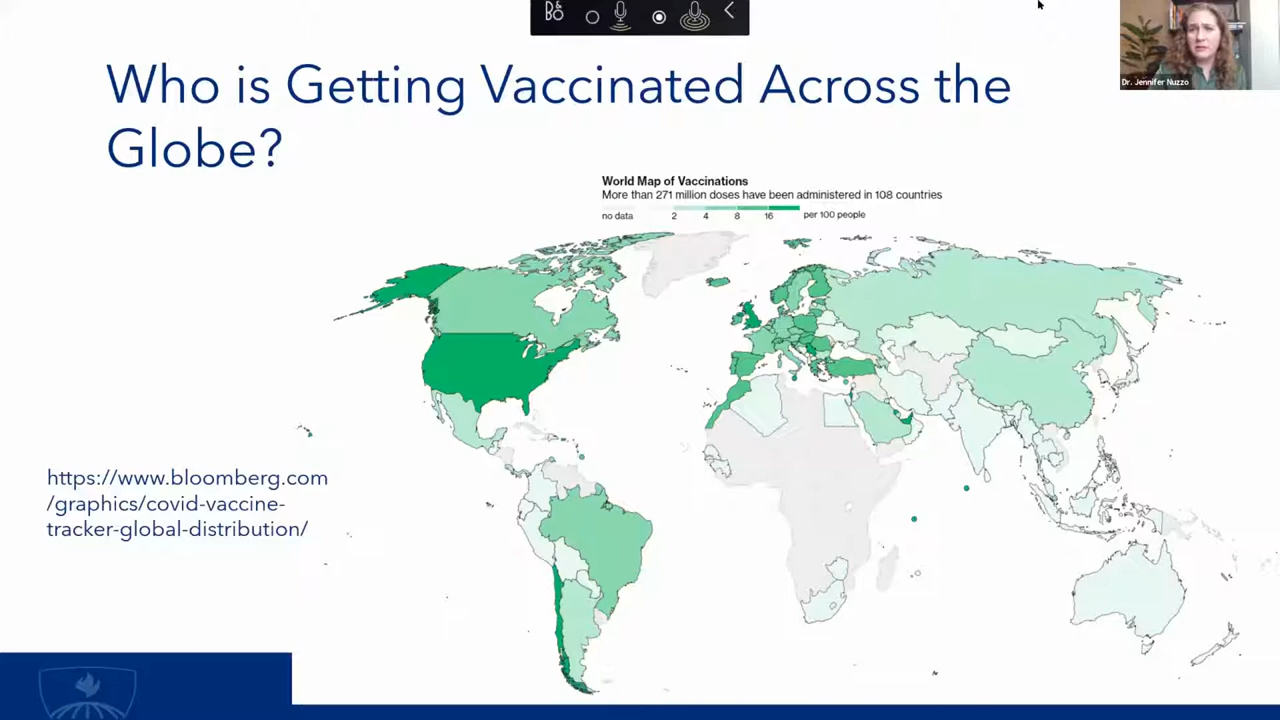 B&O
Dr. Jennifer Nuzzo
Who is Getting Vaccinated Across the
Globe?
World Map of Vaccinations
More than 271 million doses have been administered in 108 countries
no data 2 4 8 16 per 100 people
https://www.bloomberg.com
/graphics/covid-vaccine-
tracker-global-distribution/